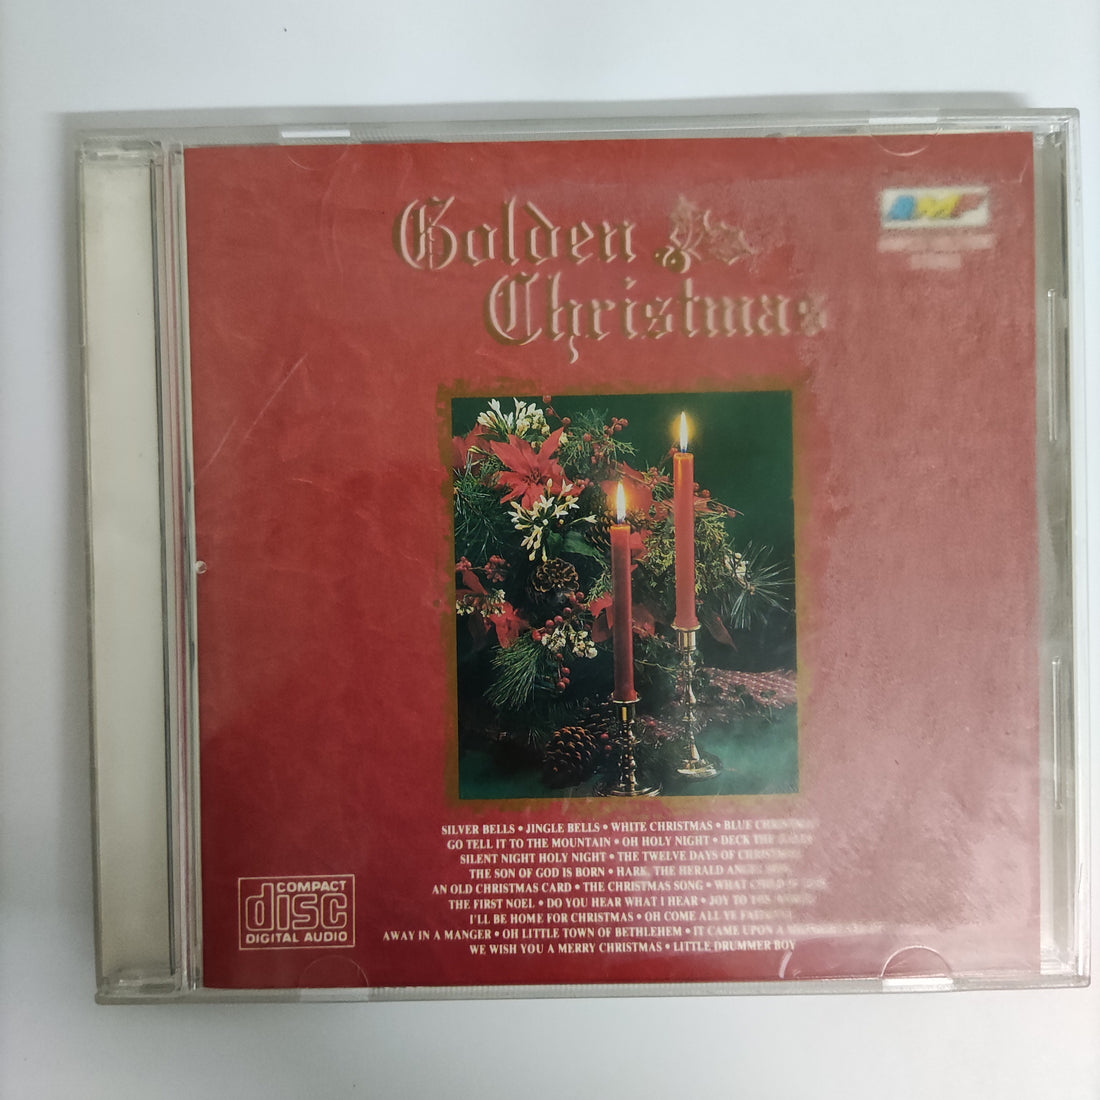 Golden
Christmas
SILVER BELLS • JINGLE BELLS • WHITE CHRISTMAS • BLUE CHRISTMAS
GO TELL IT TO THE MOUNTAIN • OH HOLY NIGHT • DECK THE HALLS
SILENT NIGHT HOLY NIGHT • THE TWELVE DAYS OF CHRISTMAS
THE SON OF GOD IS BORN • HARK, THE HERALD ANGELS SING
AN OLD CHRISTMAS CARD • THE CHRISTMAS SONG • WHAT CHILD IS THIS
THE FIRST NOEL • DO YOU HEAR WHAT I HEAR • JOY TO THE WORLD
I'LL BE HOME FOR CHRISTMAS • OH COME ALL YE FAITHFUL
AWAY IN A MANGER • OH LITTLE TOWN OF BETHLEHEM • IT CAME UPON A MIDNIGHT
WE WISH YOU A MERRY CHRISTMAS • LITTLE DRUMMER BOY
COMPACT
disc
DIGITAL AUDIO